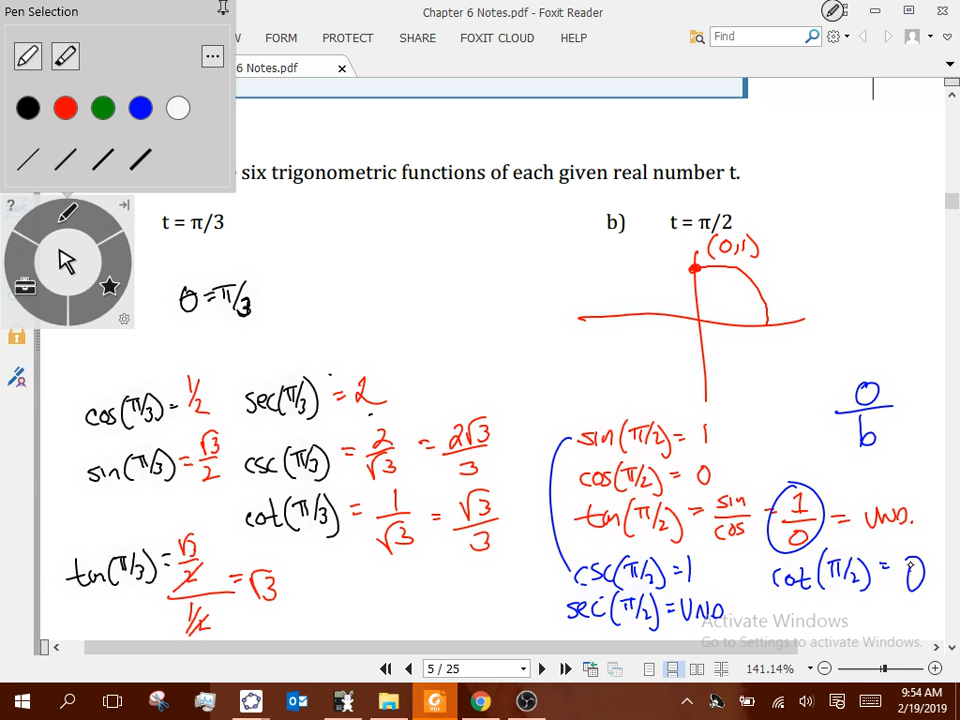 Pen Selection
Chapter 6 Notes.pdf - Foxit Reader
W FORM PROTECT SHARE FOXIT CLOUD HELP
Find
6 Notes.pdf
six trigonometric functions of each given real number t.
t = π/3
b) t = π/2
(0,1)
θ = π/3
cos(π/3) = 1/2
sec(π/3) = 2
sin(π/3) = √3/2
csc(π/3) = 2/√3 = 2√3/3
cot(π/3) = 1/√3 = √3/3
tan(π/3) = √3/2 / 1/2 = √3
0/b
sin(π/2) = 1
cos(π/2) = 0
tan(π/2) = sin/cos = 1/0 = UND.
csc(π/2) = 1
cot(π/2) = 0
sec(π/2) = UND
Activate Windows
Go to Settings to activate Windows.
5 / 25
141.14%
9:54 AM
2/19/2019